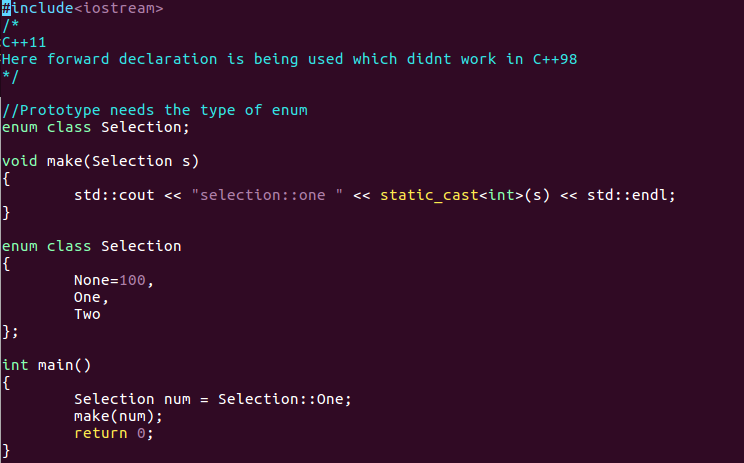 #include<iostream>
/*
C++11
Here forward declaration is being used which didnt work in C++98
*/
//Prototype needs the type of enum
enum class Selection;
void make(Selection s)
{
        std::cout << "selection::one " << static_cast<int>(s) << std::endl;
}
enum class Selection
{
        None=100,
        One,
        Two
};
int main()
{
        Selection num = Selection::One;
        make(num);
        return 0;
}